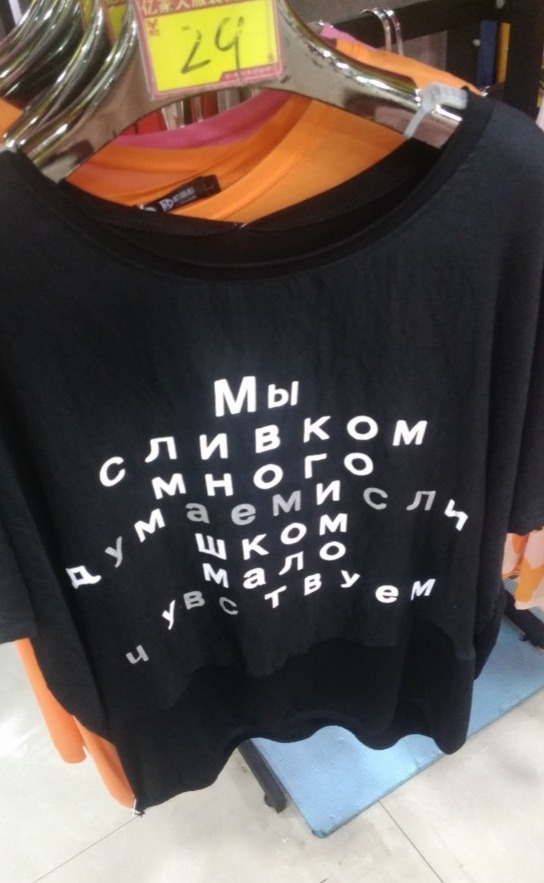 29
Мы
сливком
много
думаемисли
шком
мало
чувствуем